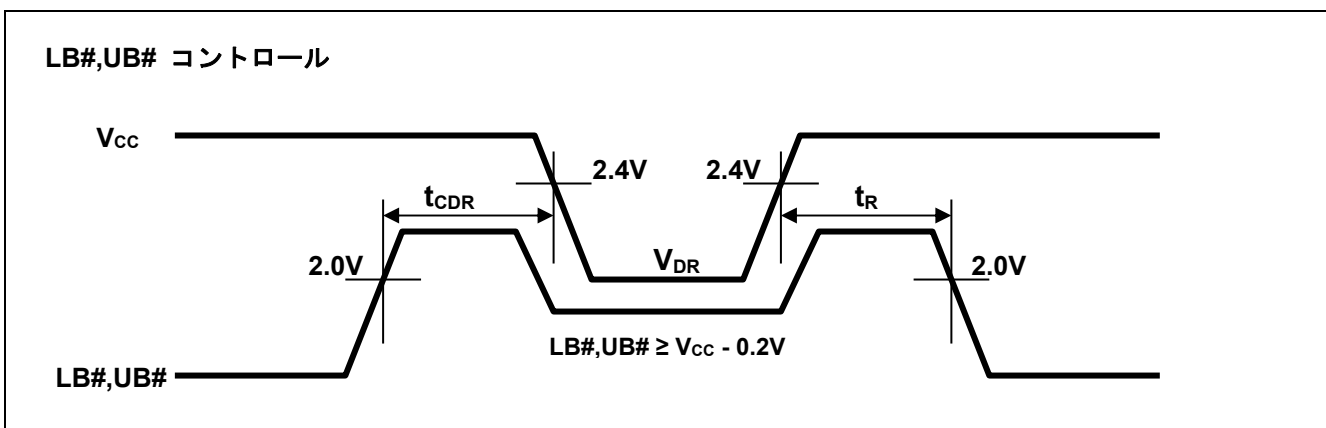 LB#,UB# コントロール
VCC
2.4V 2.4V
tCDR tR
2.0V VDR 2.0V
LB#,UB# ≥ VCC - 0.2V
LB#,UB#